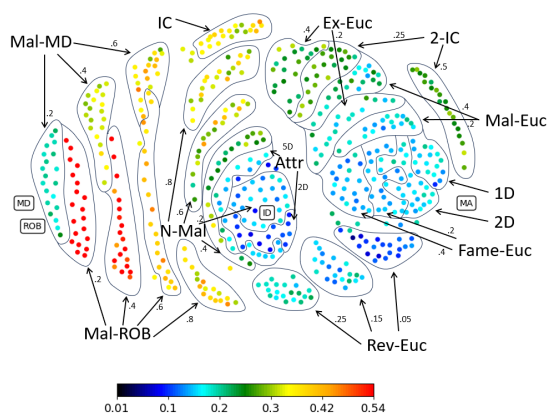 IC
Ex-Euc
.4
.2
.25
2-IC
Mal-MD
.6
.5
.4
.4
Mal-Euc
.2
.2
5D
Attr
2D
.8
MD
ROB
.6
ID
MA
1D
2D
.2
N-Mal
.2
Fame-Euc
.4
.4
.2
.4
.6
Mal-ROB
.8
.25
.15
.05
Rev-Euc
0.01
0.1
0.2
0.3
0.42
0.54